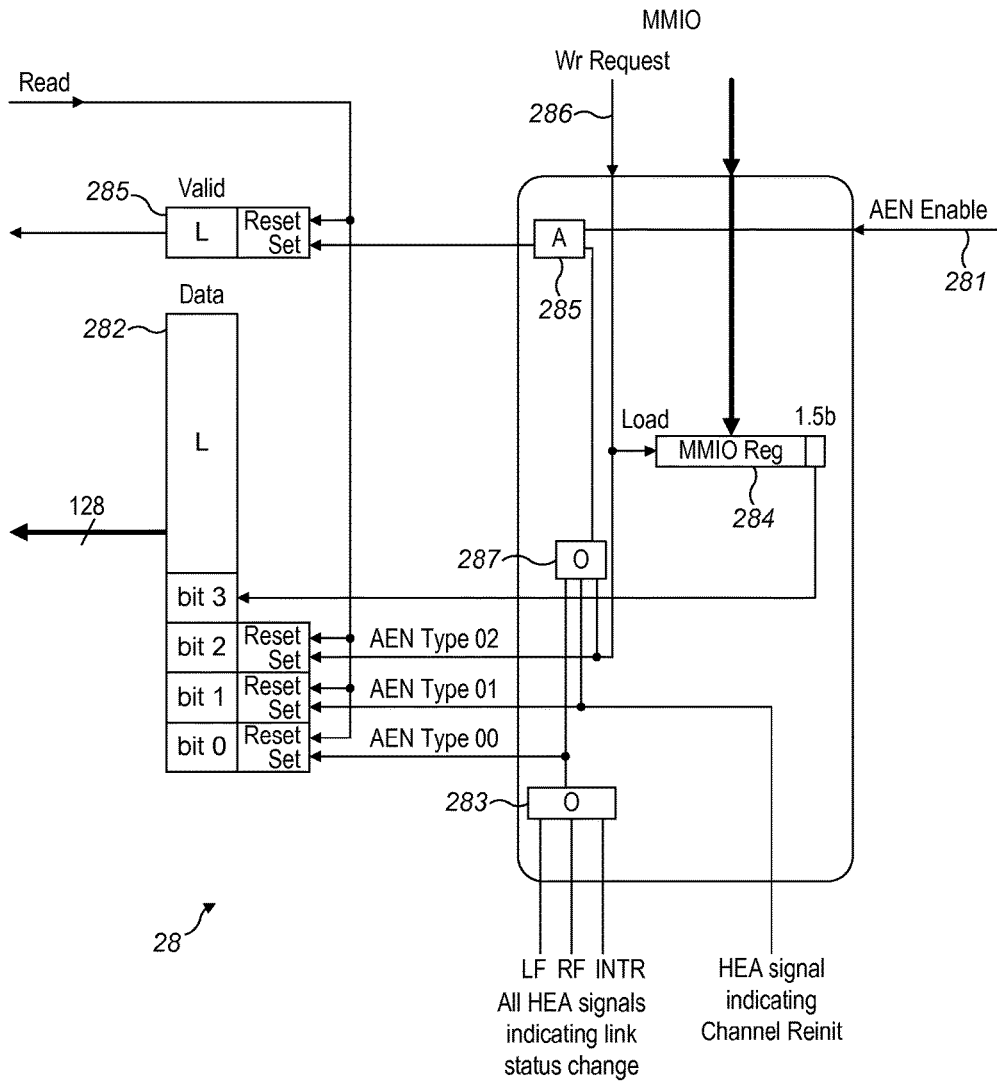 MMIO
Wr Request
Read
286
285
Valid
L
Reset
Set
AEN Enable
A
285
281
Data
282
L
Load
1.5b
MMIO Reg
284
128
287
O
bit 3
bit 2
Reset
Set
AEN Type 02
bit 1
Reset
Set
AEN Type 01
bit 0
Reset
Set
AEN Type 00
283
O
28
LF RF INTR
All HEA signals
indicating link
status change
HEA signal
indicating
Channel Reinit